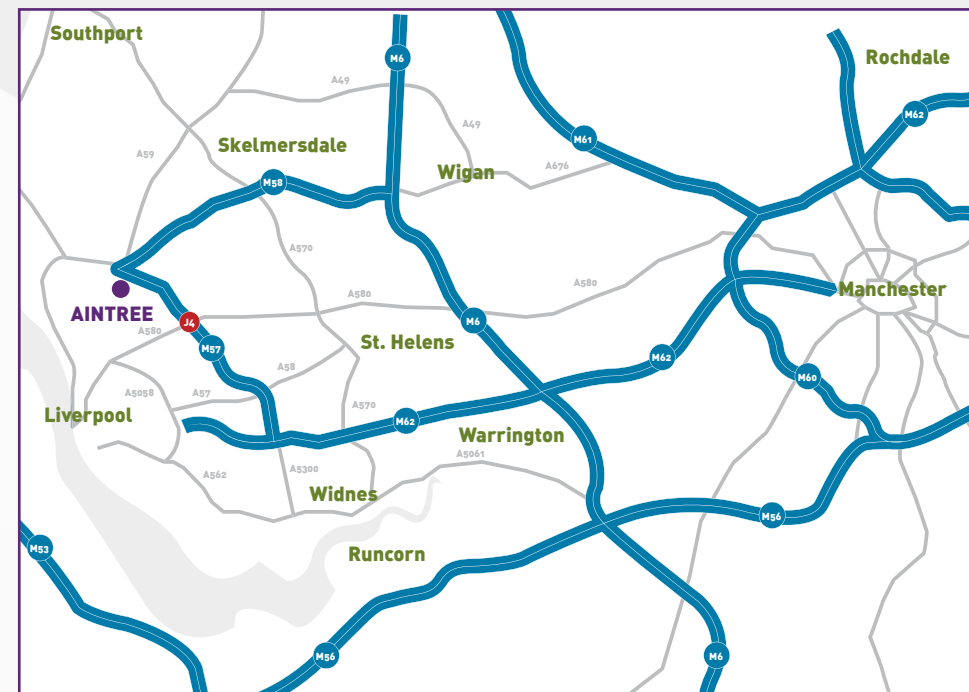 Southport
M6
Rochdale
A49
M62
A49
M61
Skelmersdale
A59
A676
Wigan
M58
A570
A580
Manchester
A580
AINTREE
J4
M6
A580
St. Helens
M57
M62
A58
M60
A5058
A57
A570
Liverpool
M62
Warrington
A5061
A562
A5300
Widnes
M56
M53
Runcorn
M56
M6